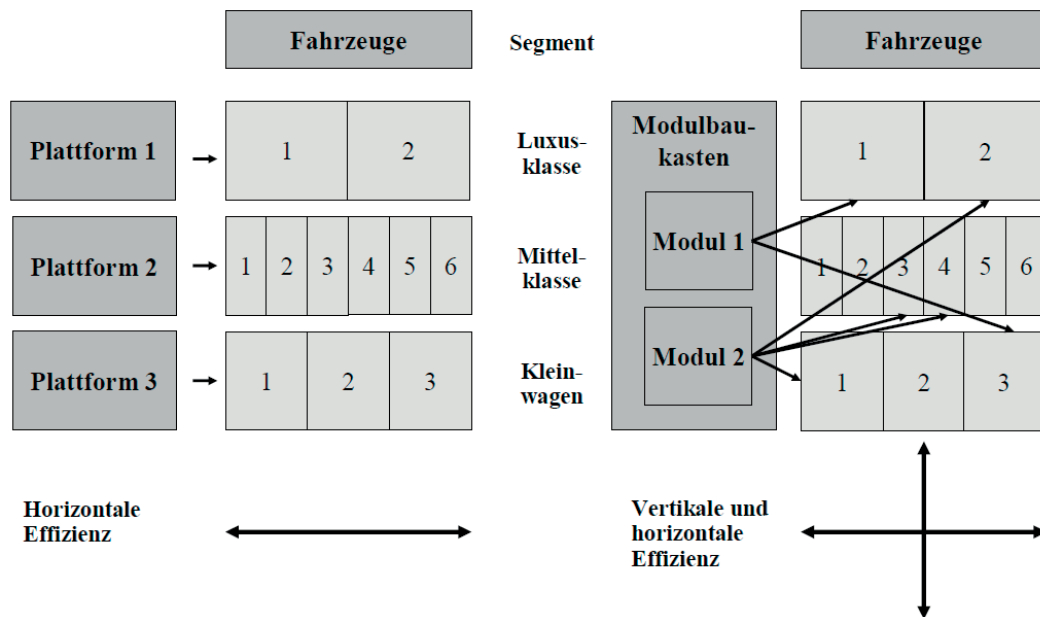 Fahrzeuge
Segment
Fahrzeuge
Plattform 1
1
2
Luxus-
klasse
Modulbau-
kasten
1
2
Plattform 2
1
2
3
4
5
6
Mittel-
klasse
Modul 1
1
2
3
4
5
6
Plattform 3
1
2
3
Klein-
wagen
Modul 2
1
2
3
Horizontale
Effizienz
Vertikale und
horizontale
Effizienz